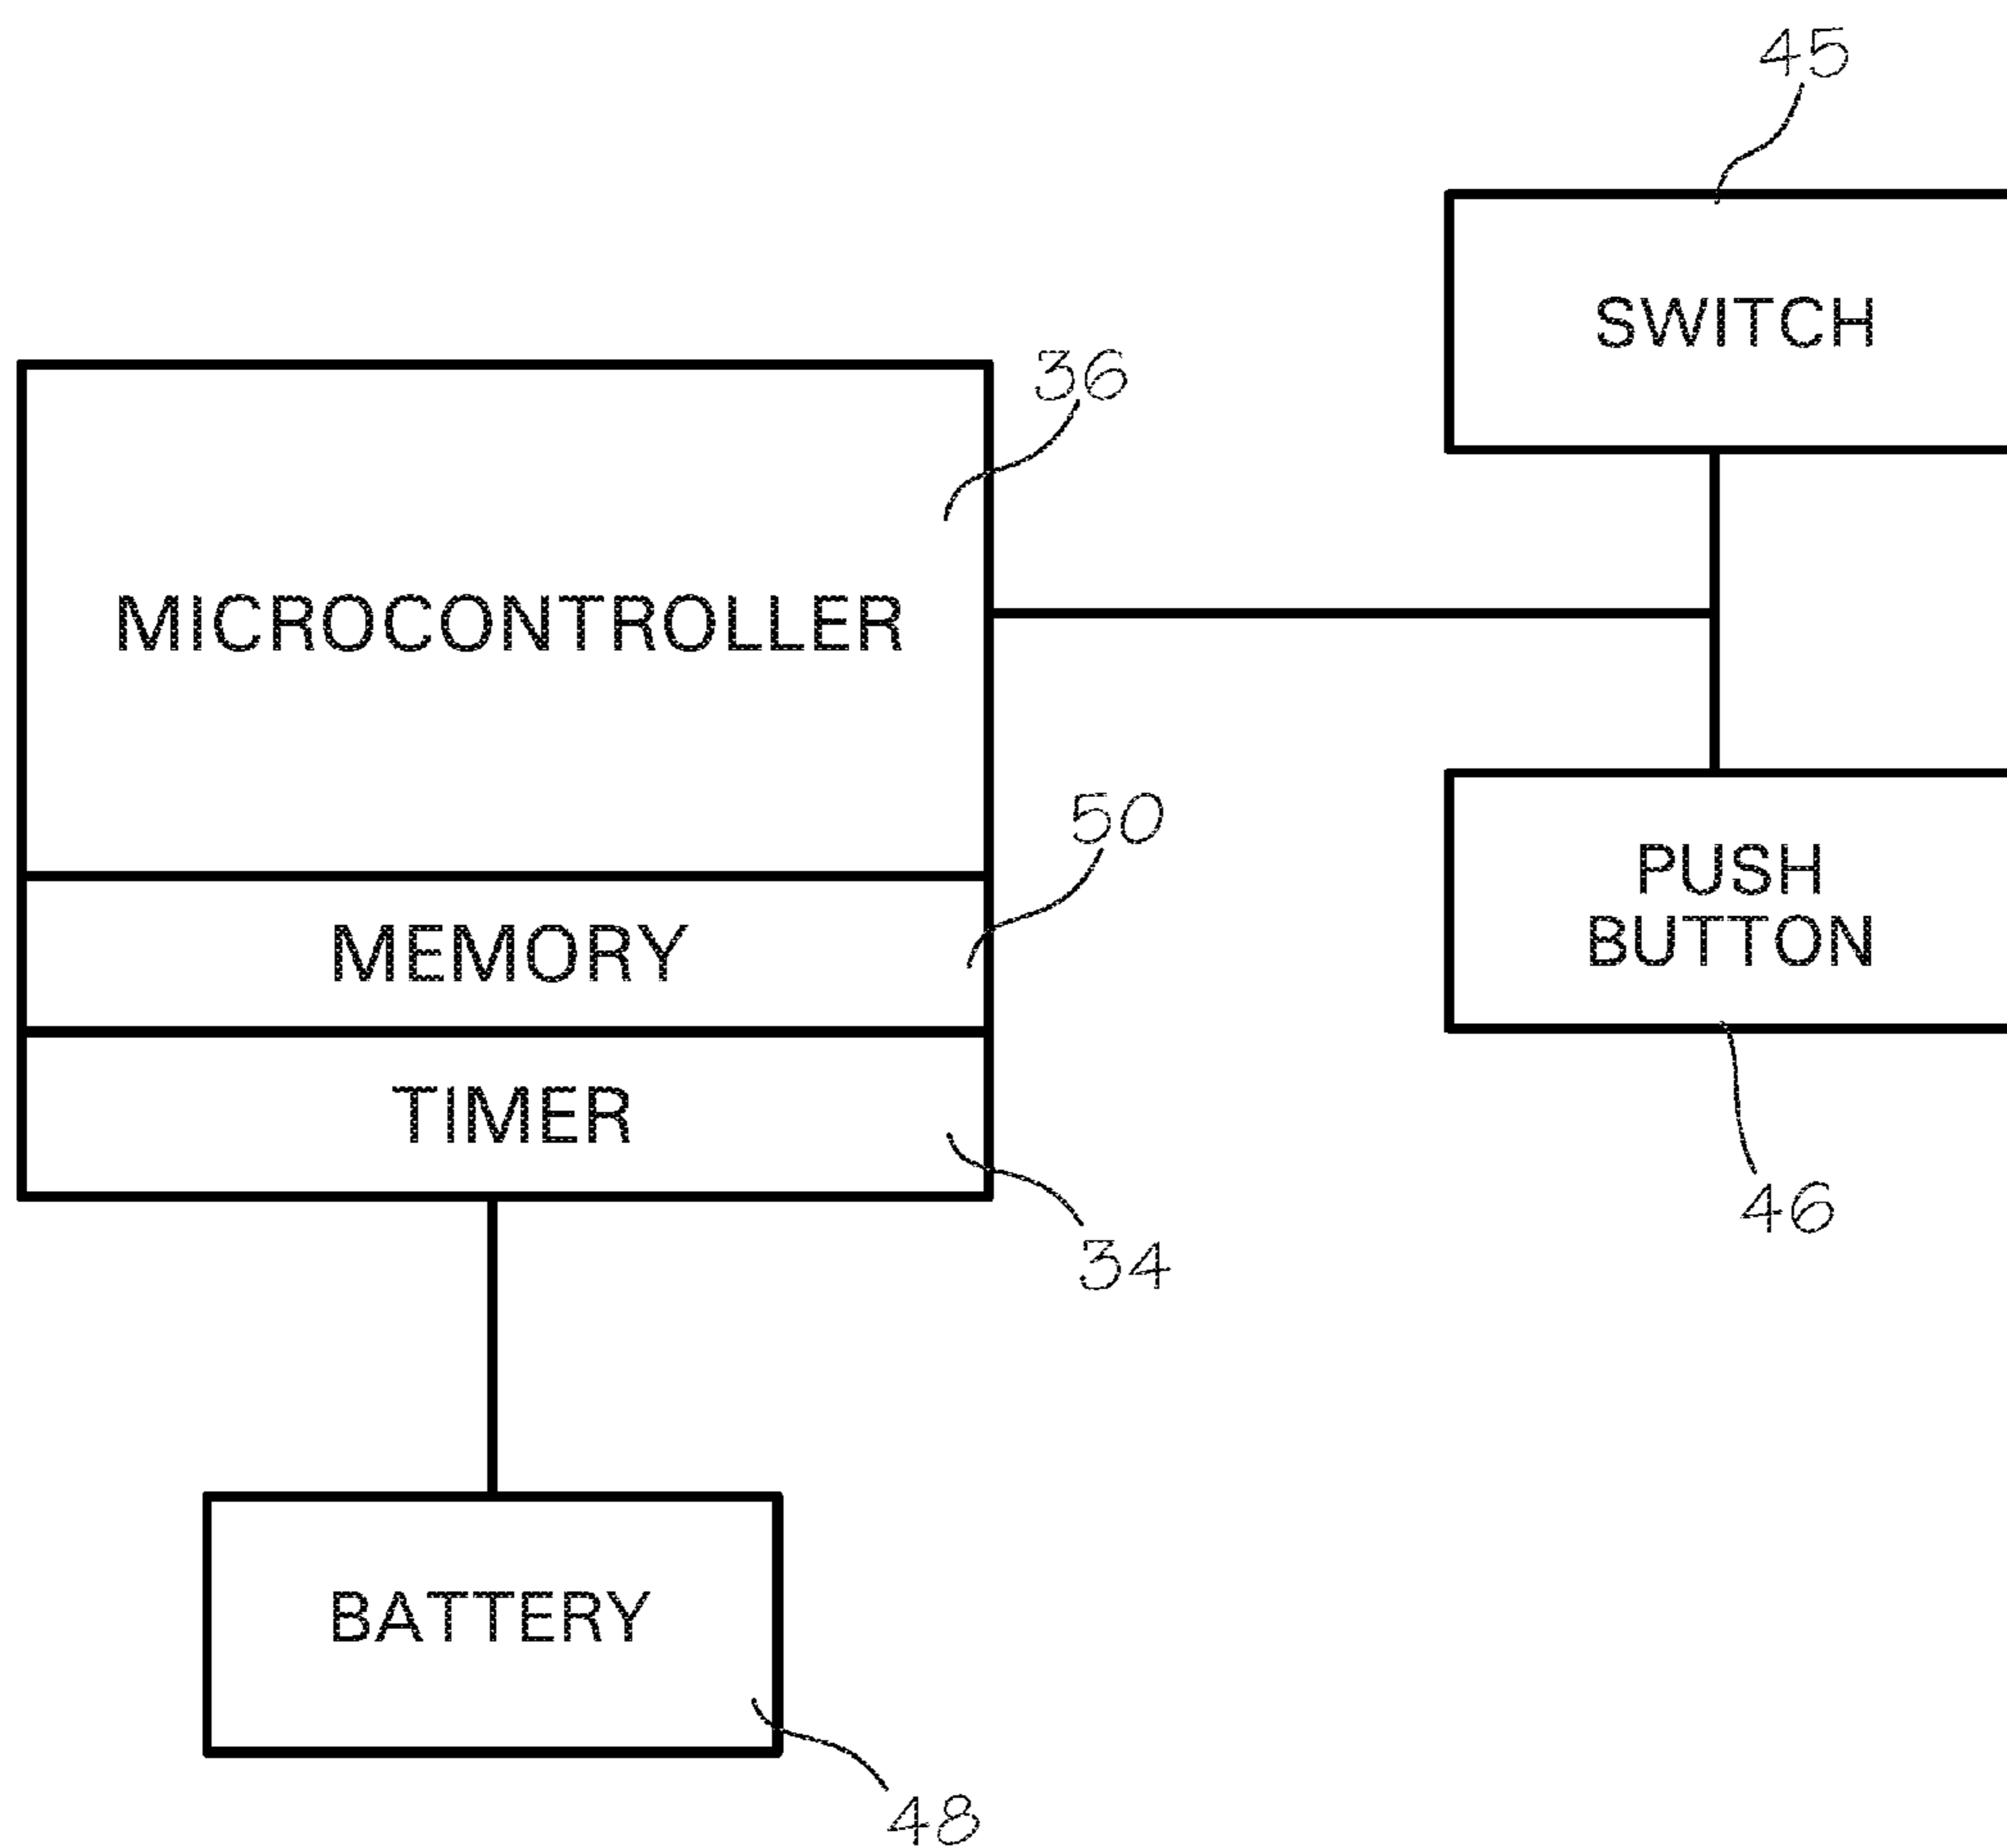 45
SWITCH
36
MICROCONTROLLER
50
PUSH
BUTTON
MEMORY
TIMER
46
34
BATTERY
48